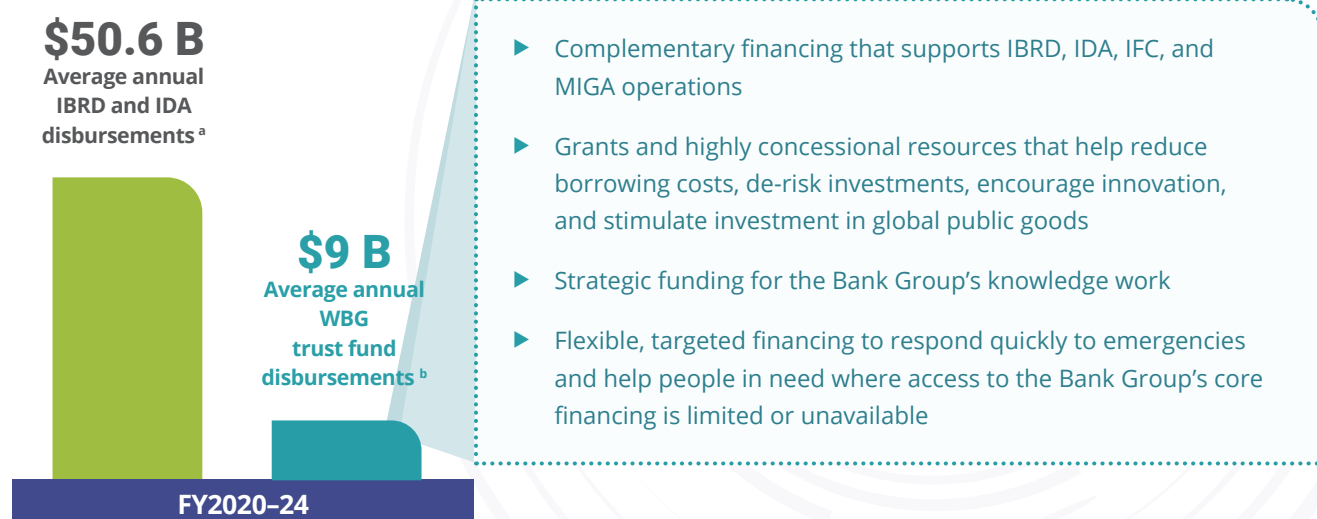 $50.6 B
Average annual
IBRD and IDA
disbursements a
$9 B
Average annual
WBG
trust fund
disbursements b
FY2020–24
Complementary financing that supports IBRD, IDA, IFC, and
MIGA operations
Grants and highly concessional resources that help reduce
borrowing costs, de-risk investments, encourage innovation,
and stimulate investment in global public goods
Strategic funding for the Bank Group’s knowledge work
Flexible, targeted financing to respond quickly to emergencies
and help people in need where access to the Bank Group’s core
financing is limited or unavailable